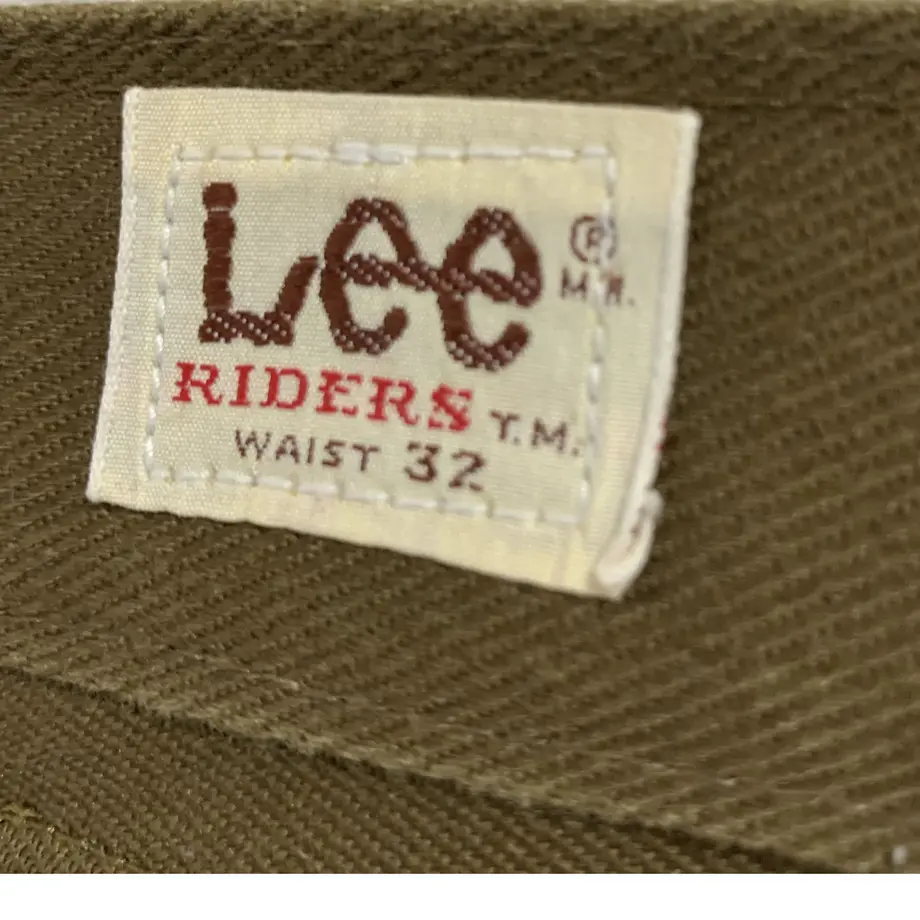 Lee ®
M.R.
RIDERS T.M.
WAIST 32